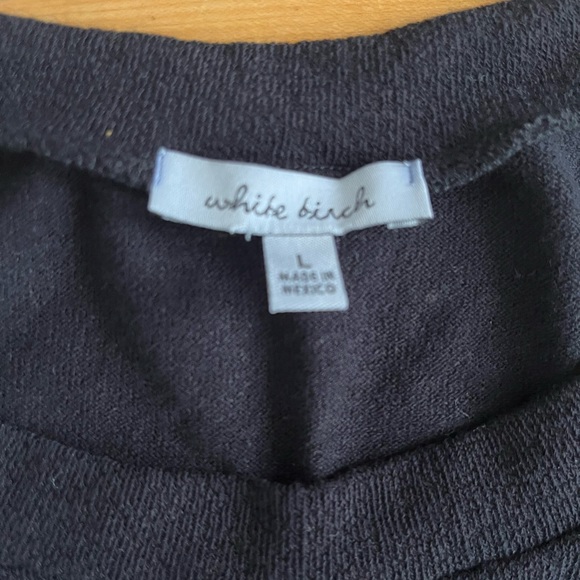 white birch
L
MADE IN
MEXICO